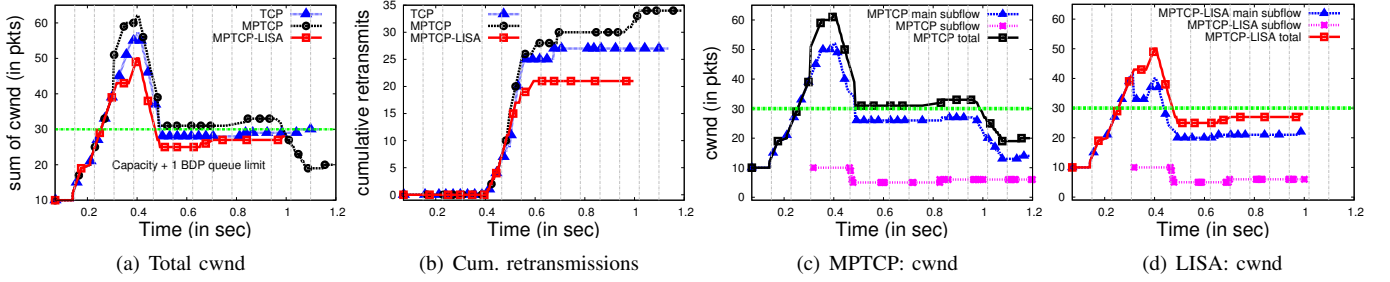 sum of cwnd (in pkts)
60
50
40
30
20
10
TCP
MPTCP
MPTCP-LISA
Capacity + 1 BDP queue limit
0.2 0.4 0.6 0.8 1 1.2
Time (in sec)
(a) Total cwnd
cumulative retransmits
35
30
25
20
15
10
5
0
TCP
MPTCP
MPTCP-LISA
0.2 0.4 0.6 0.8 1 1.2
Time (in sec)
(b) Cum. retransmissions
cwnd (in pkts)
60
50
40
30
20
10
0
MPTCP main subflow
MPTCP subflow
MPTCP total
0.2 0.4 0.6 0.8 1 1.2
Time (in sec)
(c) MPTCP: cwnd
60
50
40
30
20
10
0
MPTCP-LISA main subflow
MPTCP-LISA subflow
MPTCP-LISA total
0.2 0.4 0.6 0.8 1 1.2
Time (in sec)
(d) LISA: cwnd